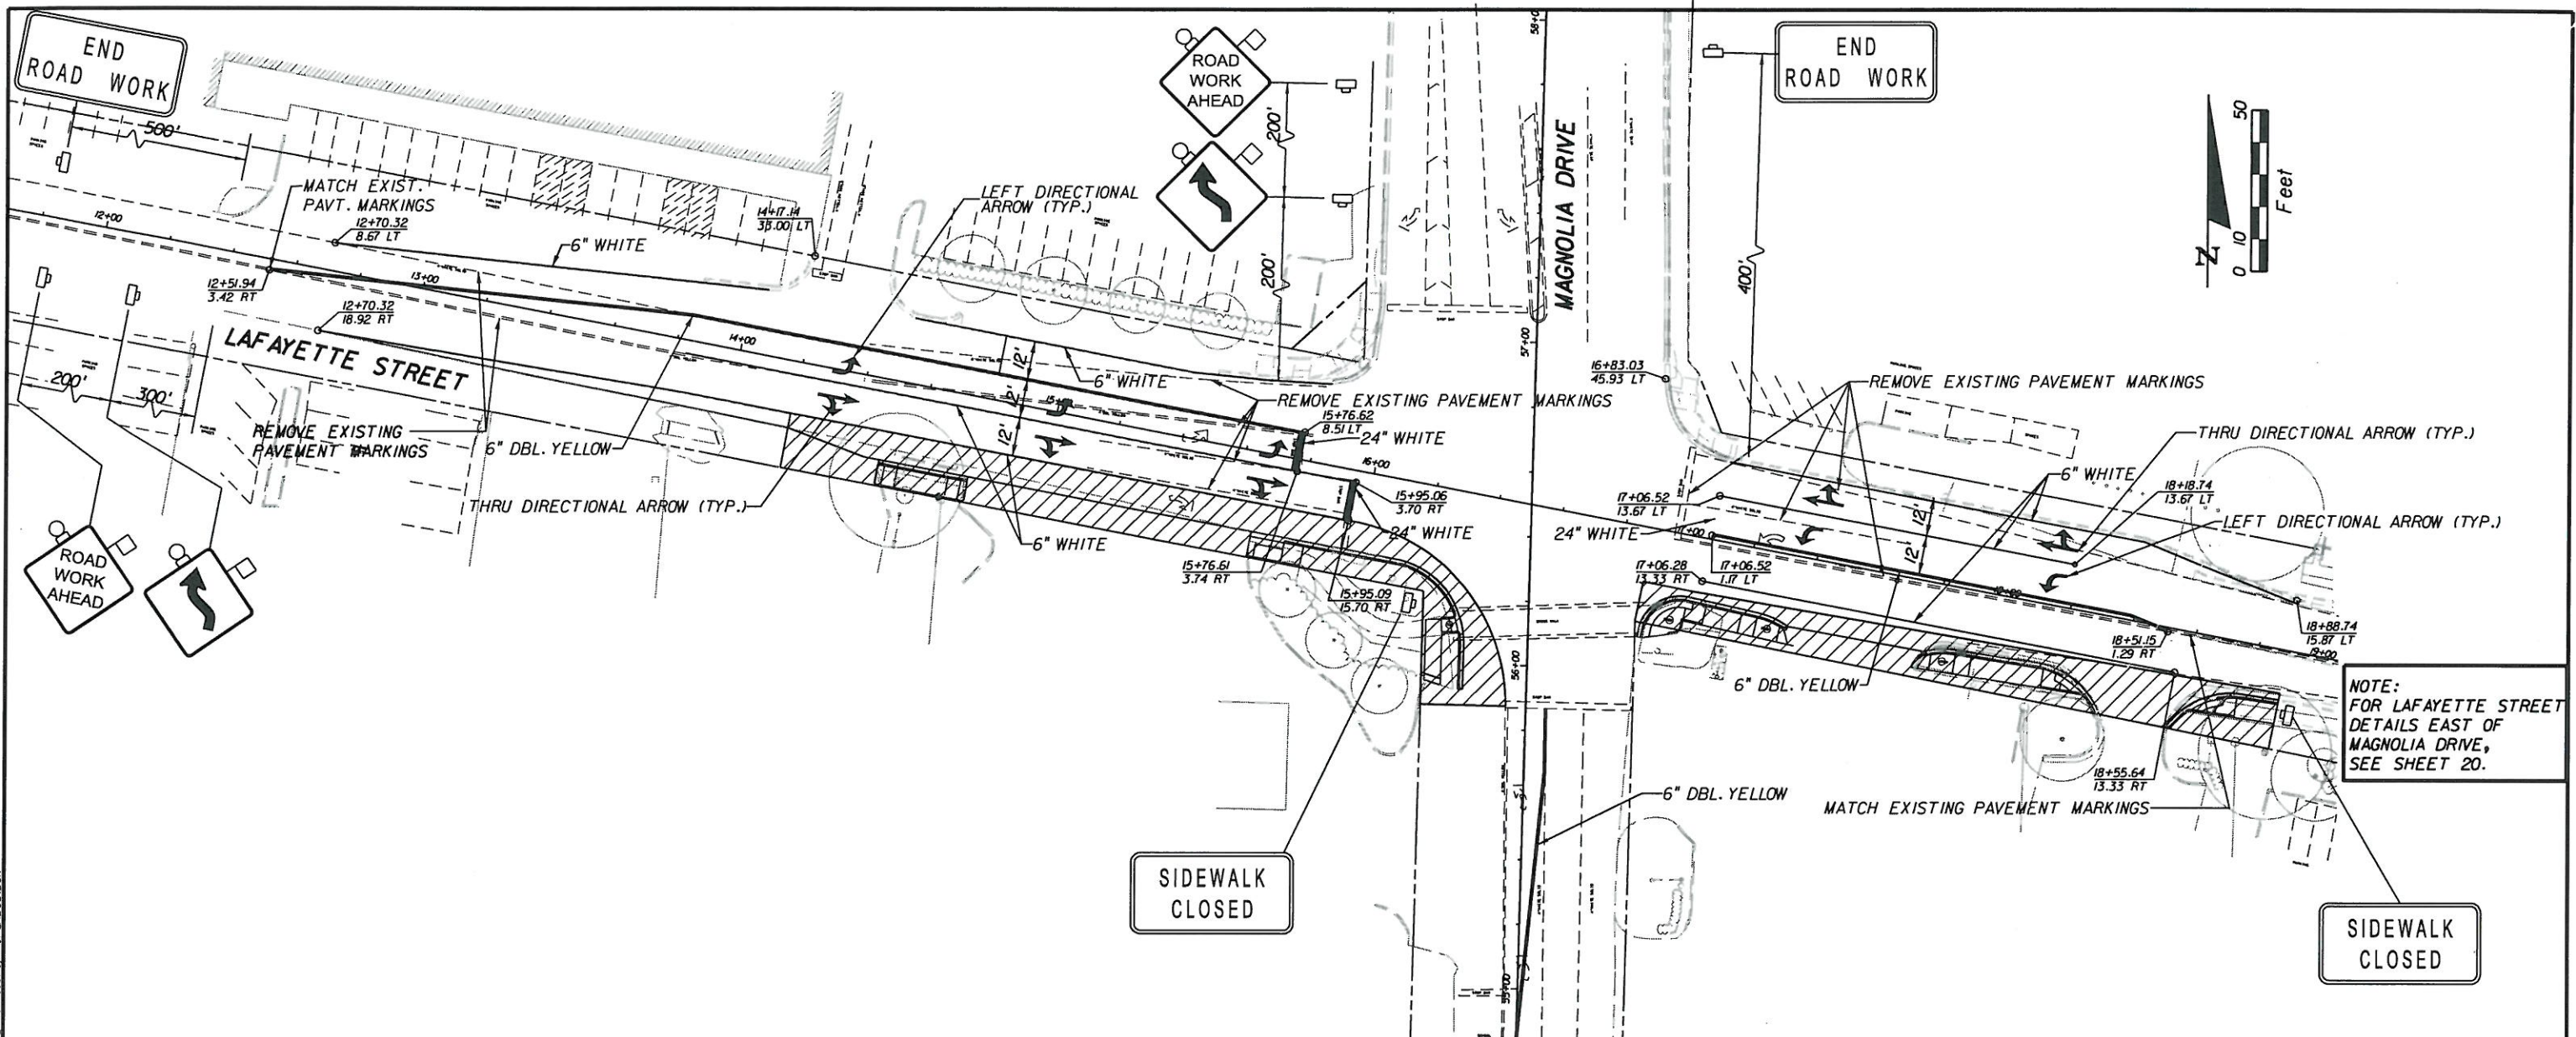 END
ROAD WORK
500'
MATCH EXIST.
PAVT. MARKINGS
12+00
12+70.32
8.67 LT
6" WHITE
14+17.14
33.00 LT
LEFT DIRECTIONAL
ARROW (TYP.)
ROAD
WORK
AHEAD
200'
200'
58+0
MAGNOLIA DRIVE
57+00
END
ROAD WORK
400'
50
10
0
Feet
N
12+51.94
3.42 RT
13+00
12+70.32
18.92 RT
LAFAYETTE STREET
14+00
12'
12'
12'
6" WHITE
REMOVE EXISTING PAVEMENT MARKINGS
15+76.62
8.51 LT
24" WHITE
16+00
200'
300'
REMOVE EXISTING
PAVEMENT MARKINGS
6" DBL. YELLOW
THRU DIRECTIONAL ARROW (TYP.)
6" WHITE
15+95.06
3.70 RT
24" WHITE
15+76.61
3.74 RT
15+95.09
15.70 RT
ROAD
WORK
AHEAD
16+83.03
45.93 LT
REMOVE EXISTING PAVEMENT MARKINGS
THRU DIRECTIONAL ARROW (TYP.)
6" WHITE
17+06.52
13.67 LT
18+18.74
13.67 LT
LEFT DIRECTIONAL ARROW (TYP.)
24" WHITE
12'
12'
17+06.28
13.33 RT
17+06.52
1.17 LT
56+00
18+51.15
1.29 RT
18+88.74
15.87 LT
19+00
6" DBL. YELLOW
NOTE:
FOR LAFAYETTE STREET
DETAILS EAST OF
MAGNOLIA DRIVE,
SEE SHEET 20.
18+55.64
13.33 RT
6" DBL. YELLOW
MATCH EXISTING PAVEMENT MARKINGS
SIDEWALK
CLOSED
SIDEWALK
CLOSED
55+00